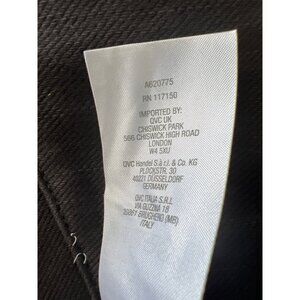 A620775
RN 117150
IMPORTED BY:
QVC UK
CHISWICK PARK
566 CHISWICK HIGH ROAD
LONDON
W4 5XU
QVC Handel S.à r.l. & Co. KG
PLOCKSTR. 30
40221 DÜSSELDORF
GERMANY
QVC ITALIA S.R.L
VIA GUZZINA 18
20861 BRUGHERIO (MB)
ITALY